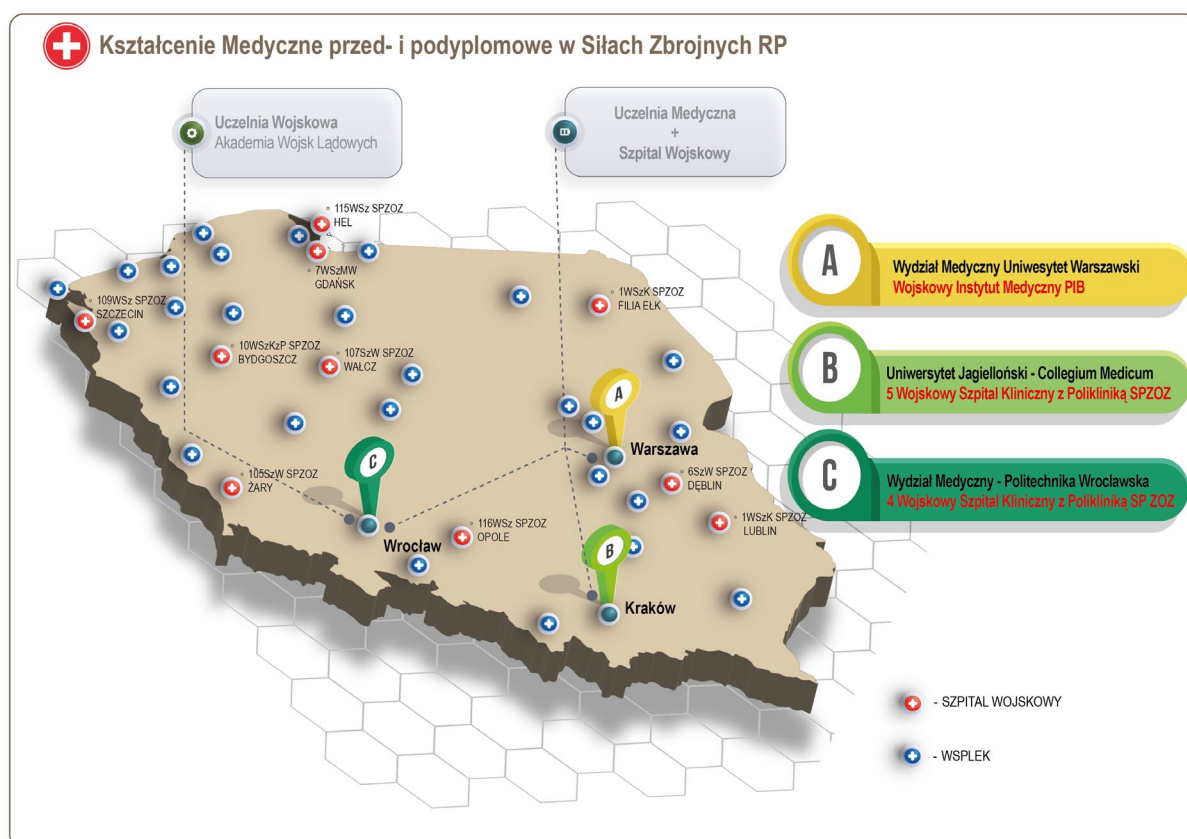 Kształcenie Medyczne przed- i podyplomowe w Siłach Zbrojnych RP
Uczelnia Wojskowa
Akademia Wojsk Lądowych
Uczelnia Medyczna
+
Szpital Wojskowy
115WSz SPZOZ
HEL
7WSzMW
GDAŃSK
109WSz SPZOZ
SZCZECIN
1WSzK SPZOZ
FILIA EŁK
10WSzKzP SPZOZ
BYDGOSZCZ
107SzW SPZOZ
WAŁCZ
A
Warszawa
C
105SzW SPZOZ
ŻARY
6SzW SPZOZ
DĘBLIN
116WSz SPZOZ
OPOLE
1WSzK SPZOZ
LUBLIN
Wrocław
B
Kraków
A
Wydział Medyczny Uniwesytet Warszawski
Wojskowy Instytut Medyczny PIB
B
Uniwersytet Jagielloński - Collegium Medicum
5 Wojskowy Szpital Kliniczny z Polikliniką SPZOZ
C
Wydział Medyczny - Politechnika Wrocławska
4 Wojskowy Szpital Kliniczny z Polikliniką SP ZOZ
- SZPITAL WOJSKOWY
- WSPLEK